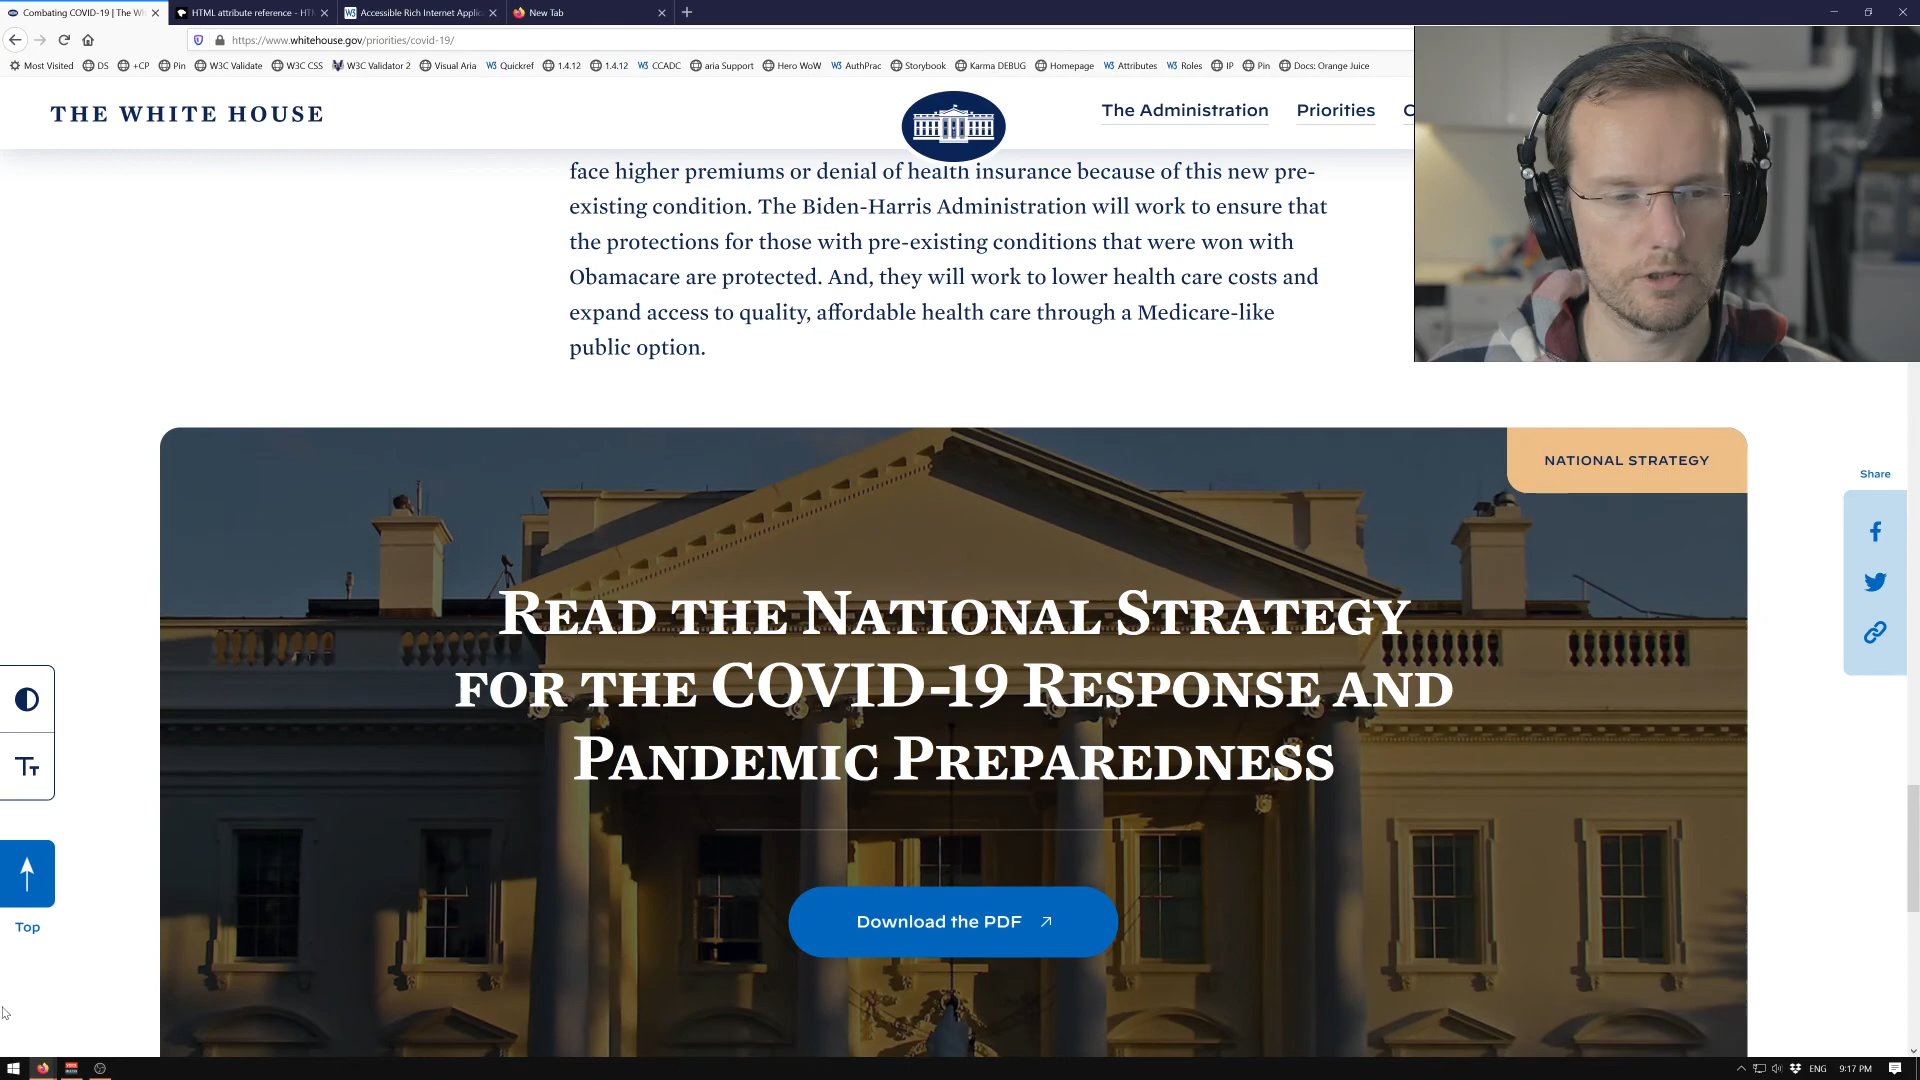 Combating COVID-19 | The Wh
HTML attribute reference - HT
Accessible Rich Internet Applic
New Tab
https://www.whitehouse.gov/priorities/covid-19/
Most Visited
DS
+CP
Pin
W3C Validate
W3C CSS
W3C Validator 2
Visual Aria
Quickref
1.4.12
1.4.12
CCADC
aria Support
Hero WoW
AuthPrac
Storybook
Karma DEBUG
Homepage
Attributes
Roles
IP
Pin
Docs: Orange Juice
THE WHITE HOUSE
The Administration
Priorities
face higher premiums or denial of health insurance because of this new pre-
existing condition. The Biden-Harris Administration will work to ensure that
the protections for those with pre-existing conditions that were won with
Obamacare are protected. And, they will work to lower health care costs and
expand access to quality, affordable health care through a Medicare-like
public option.
NATIONAL STRATEGY
Share
READ THE NATIONAL STRATEGY
FOR THE COVID-19 RESPONSE AND
PANDEMIC PREPAREDNESS
Tт
Download the PDF
Top
ENG
9:17 PM